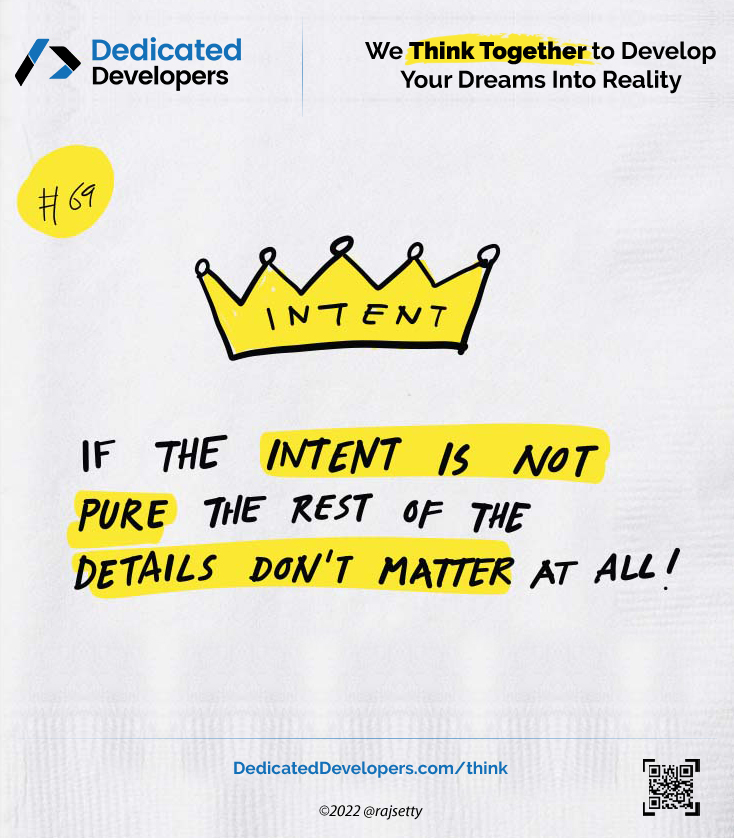 Dedicated
Developers
We Think Together to Develop
Your Dreams Into Reality
# 69
INTENT
IF THE INTENT IS NOT
PURE THE REST OF THE
DETAILS DON'T MATTER AT ALL!
DedicatedDevelopers.com/think
©2022 @rajsetty